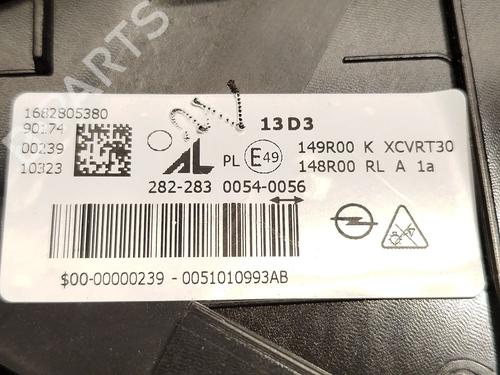 1682805380
90174
00239
10323
13D3
AL PL E49
149R00 K XCVRT30
148R00 RL A 1a
282-283 0054-0056
$00-00000239 - 0051010993AB